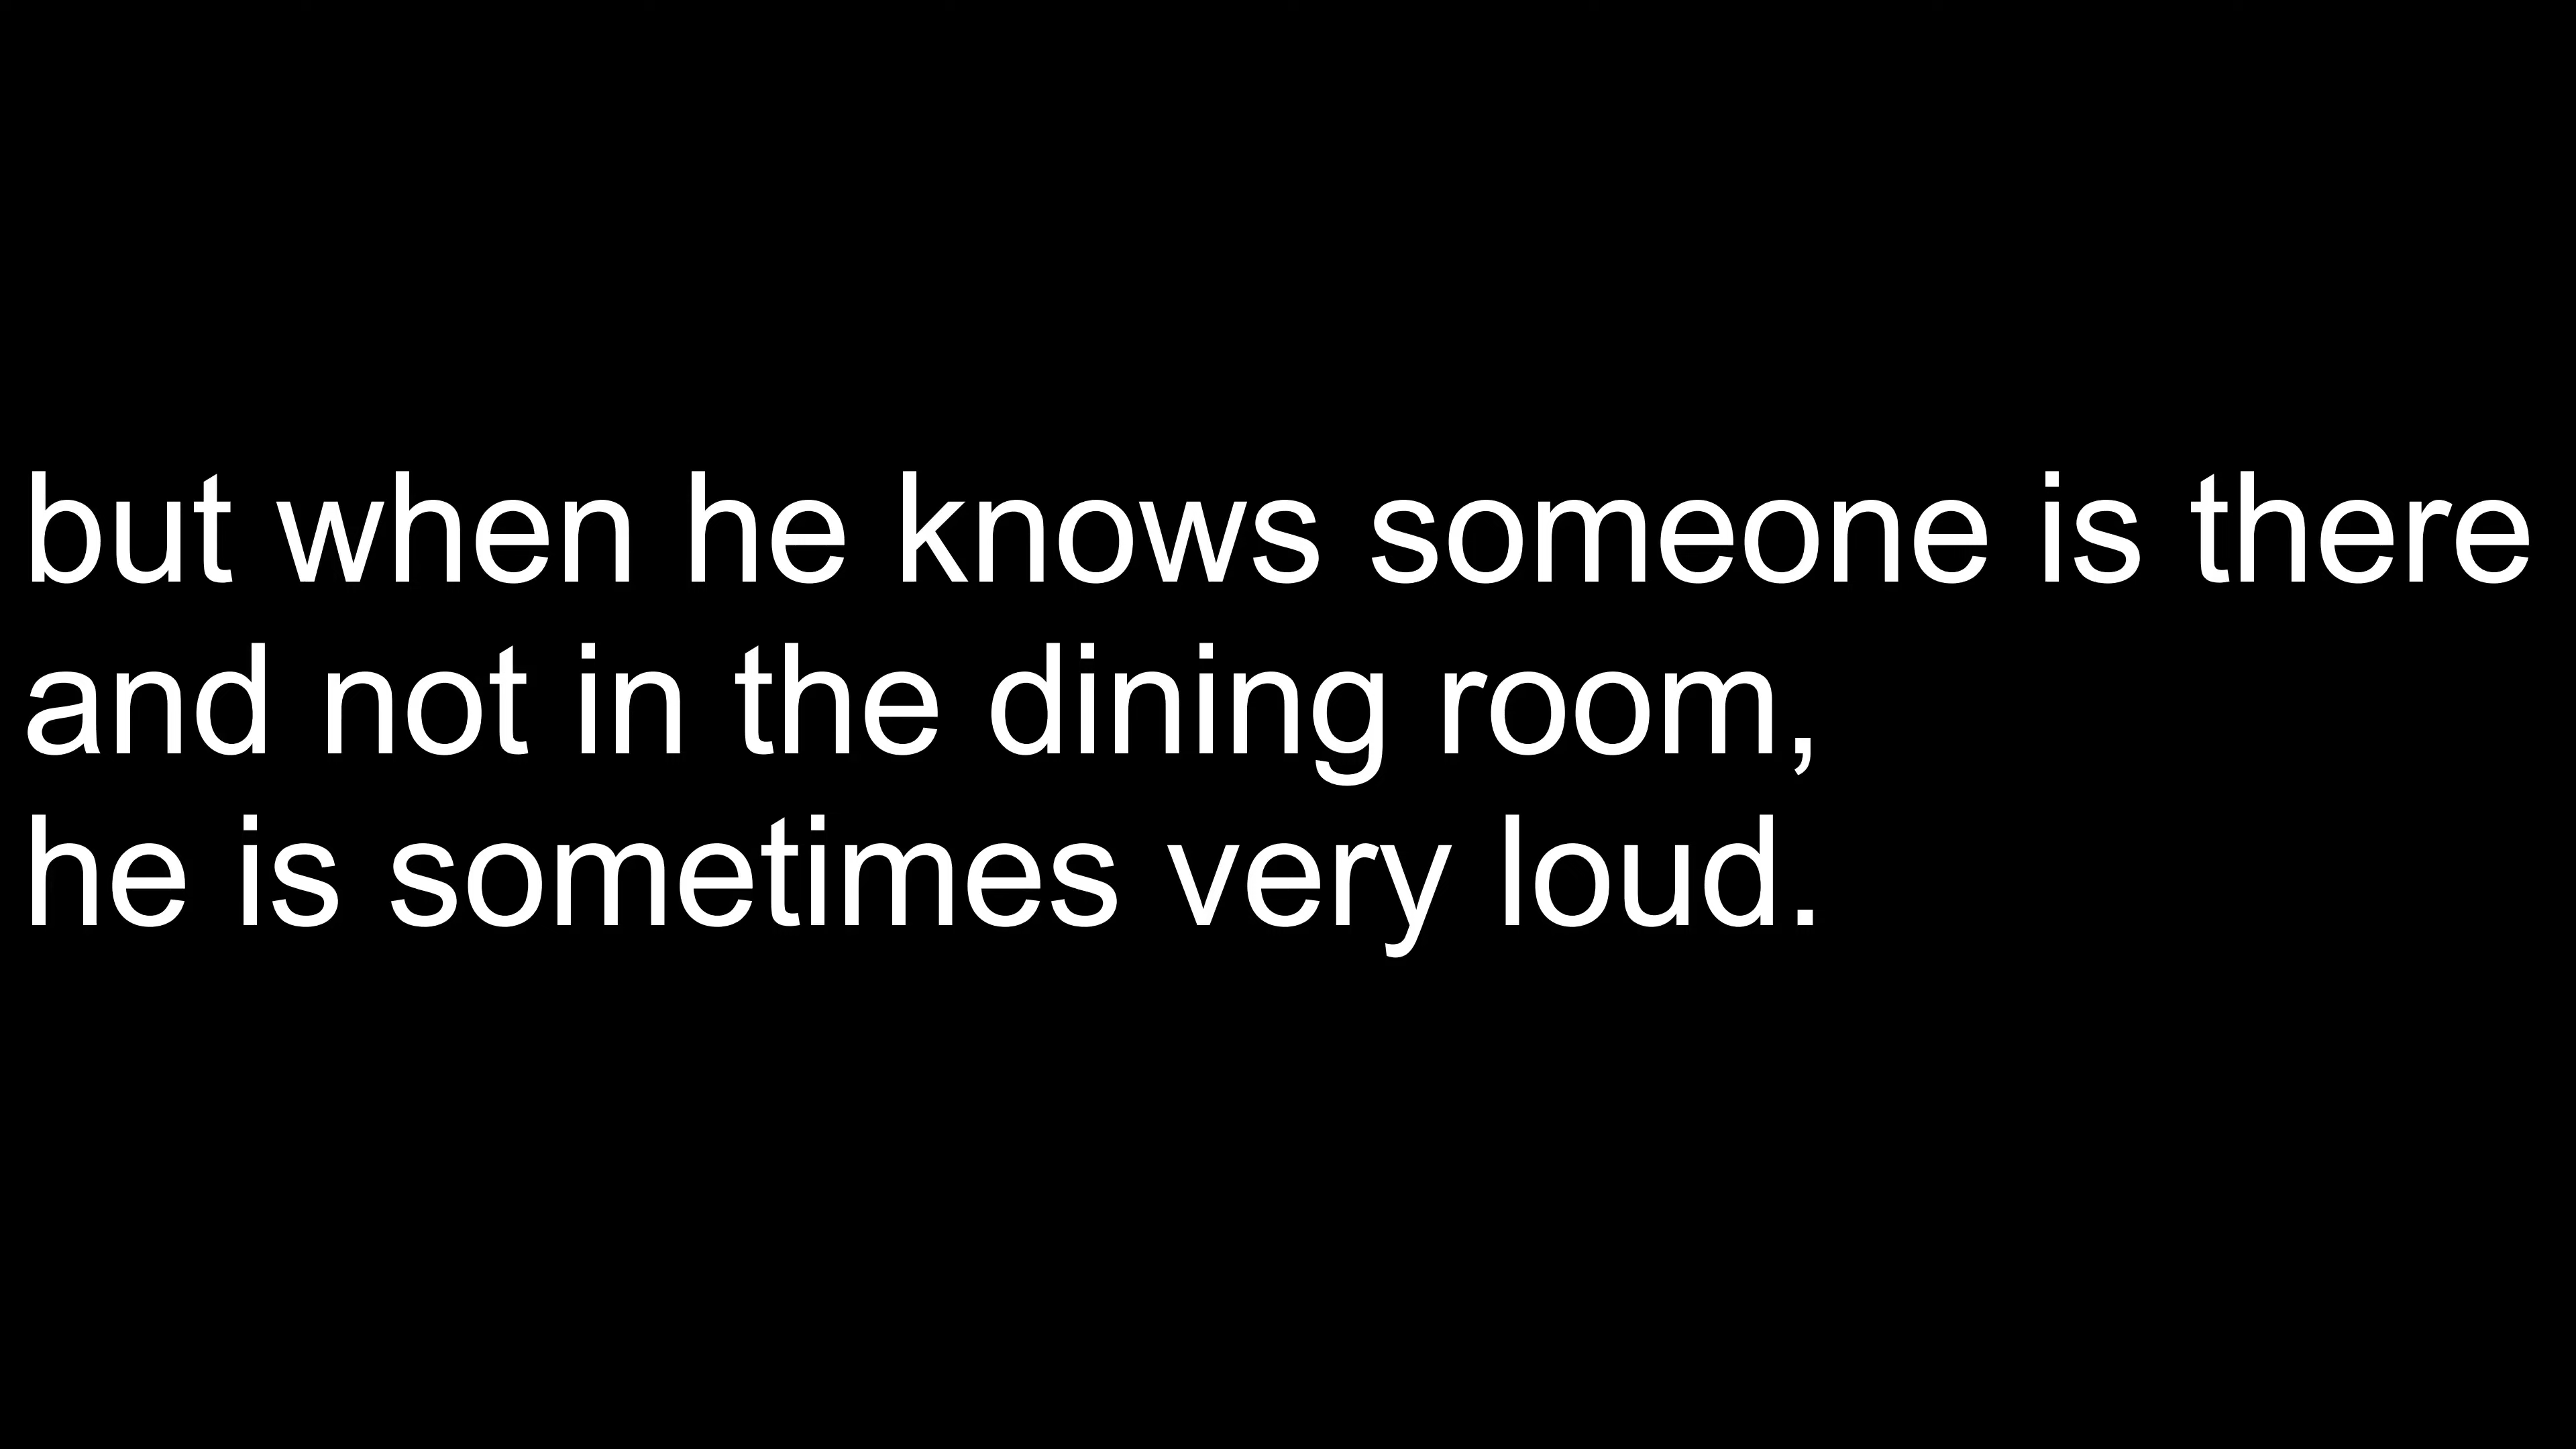 but when he knows someone is there
and not in the dining room,
he is sometimes very loud.